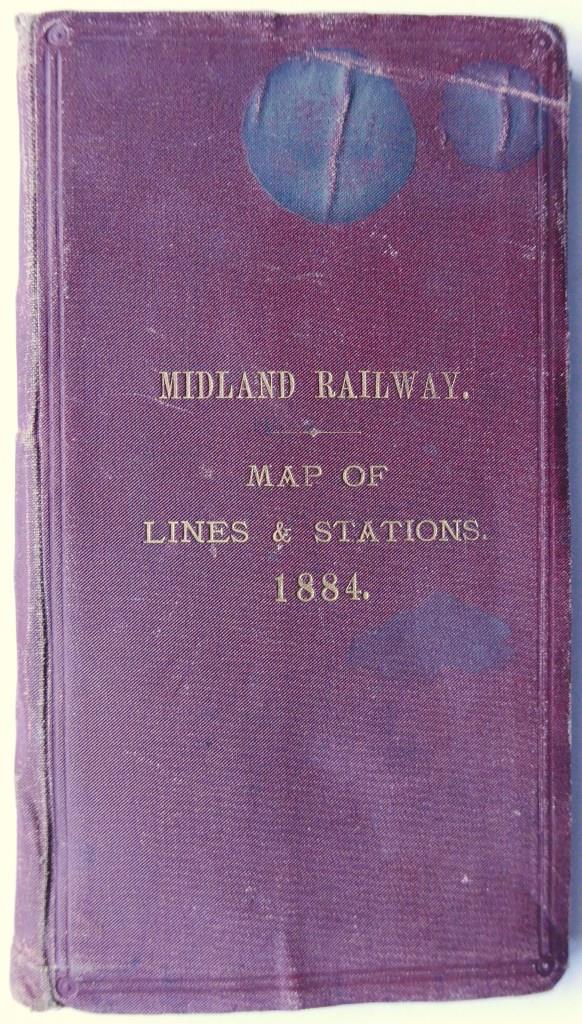 MIDLAND RAILWAY.
MAP OF
LINES & STATIONS.
1884.